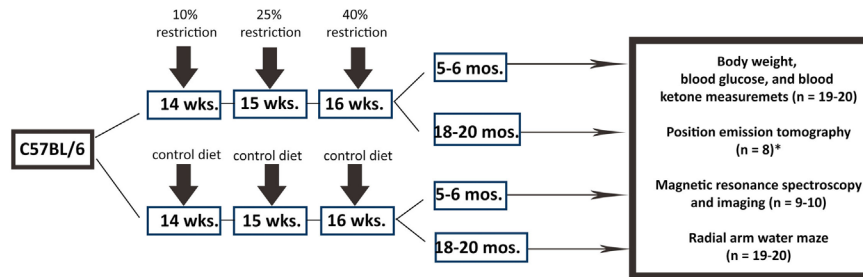 10% restriction
25% restriction
40% restriction
14 wks.
15 wks.
16 wks.
5-6 mos.
18-20 mos.
C57BL/6
control diet
control diet
control diet
14 wks.
15 wks.
16 wks.
5-6 mos.
18-20 mos.
Body weight,
blood glucose, and blood
ketone measuremets (n = 19-20)
Position emission tomography
(n = 8)*
Magnetic resonance spectroscopy
and imaging (n = 9-10)
Radial arm water maze
(n = 19-20)